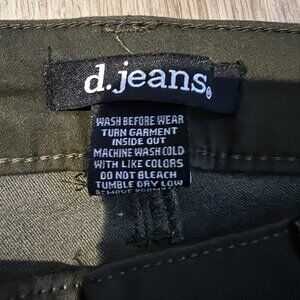 d.jeans®
WASH BEFORE WEAR
TURN GARMENT
INSIDE OUT
MACHINE WASH COLD
WITH LIKE COLORS
DO NOT BLEACH
TUMBLE DRY LOW